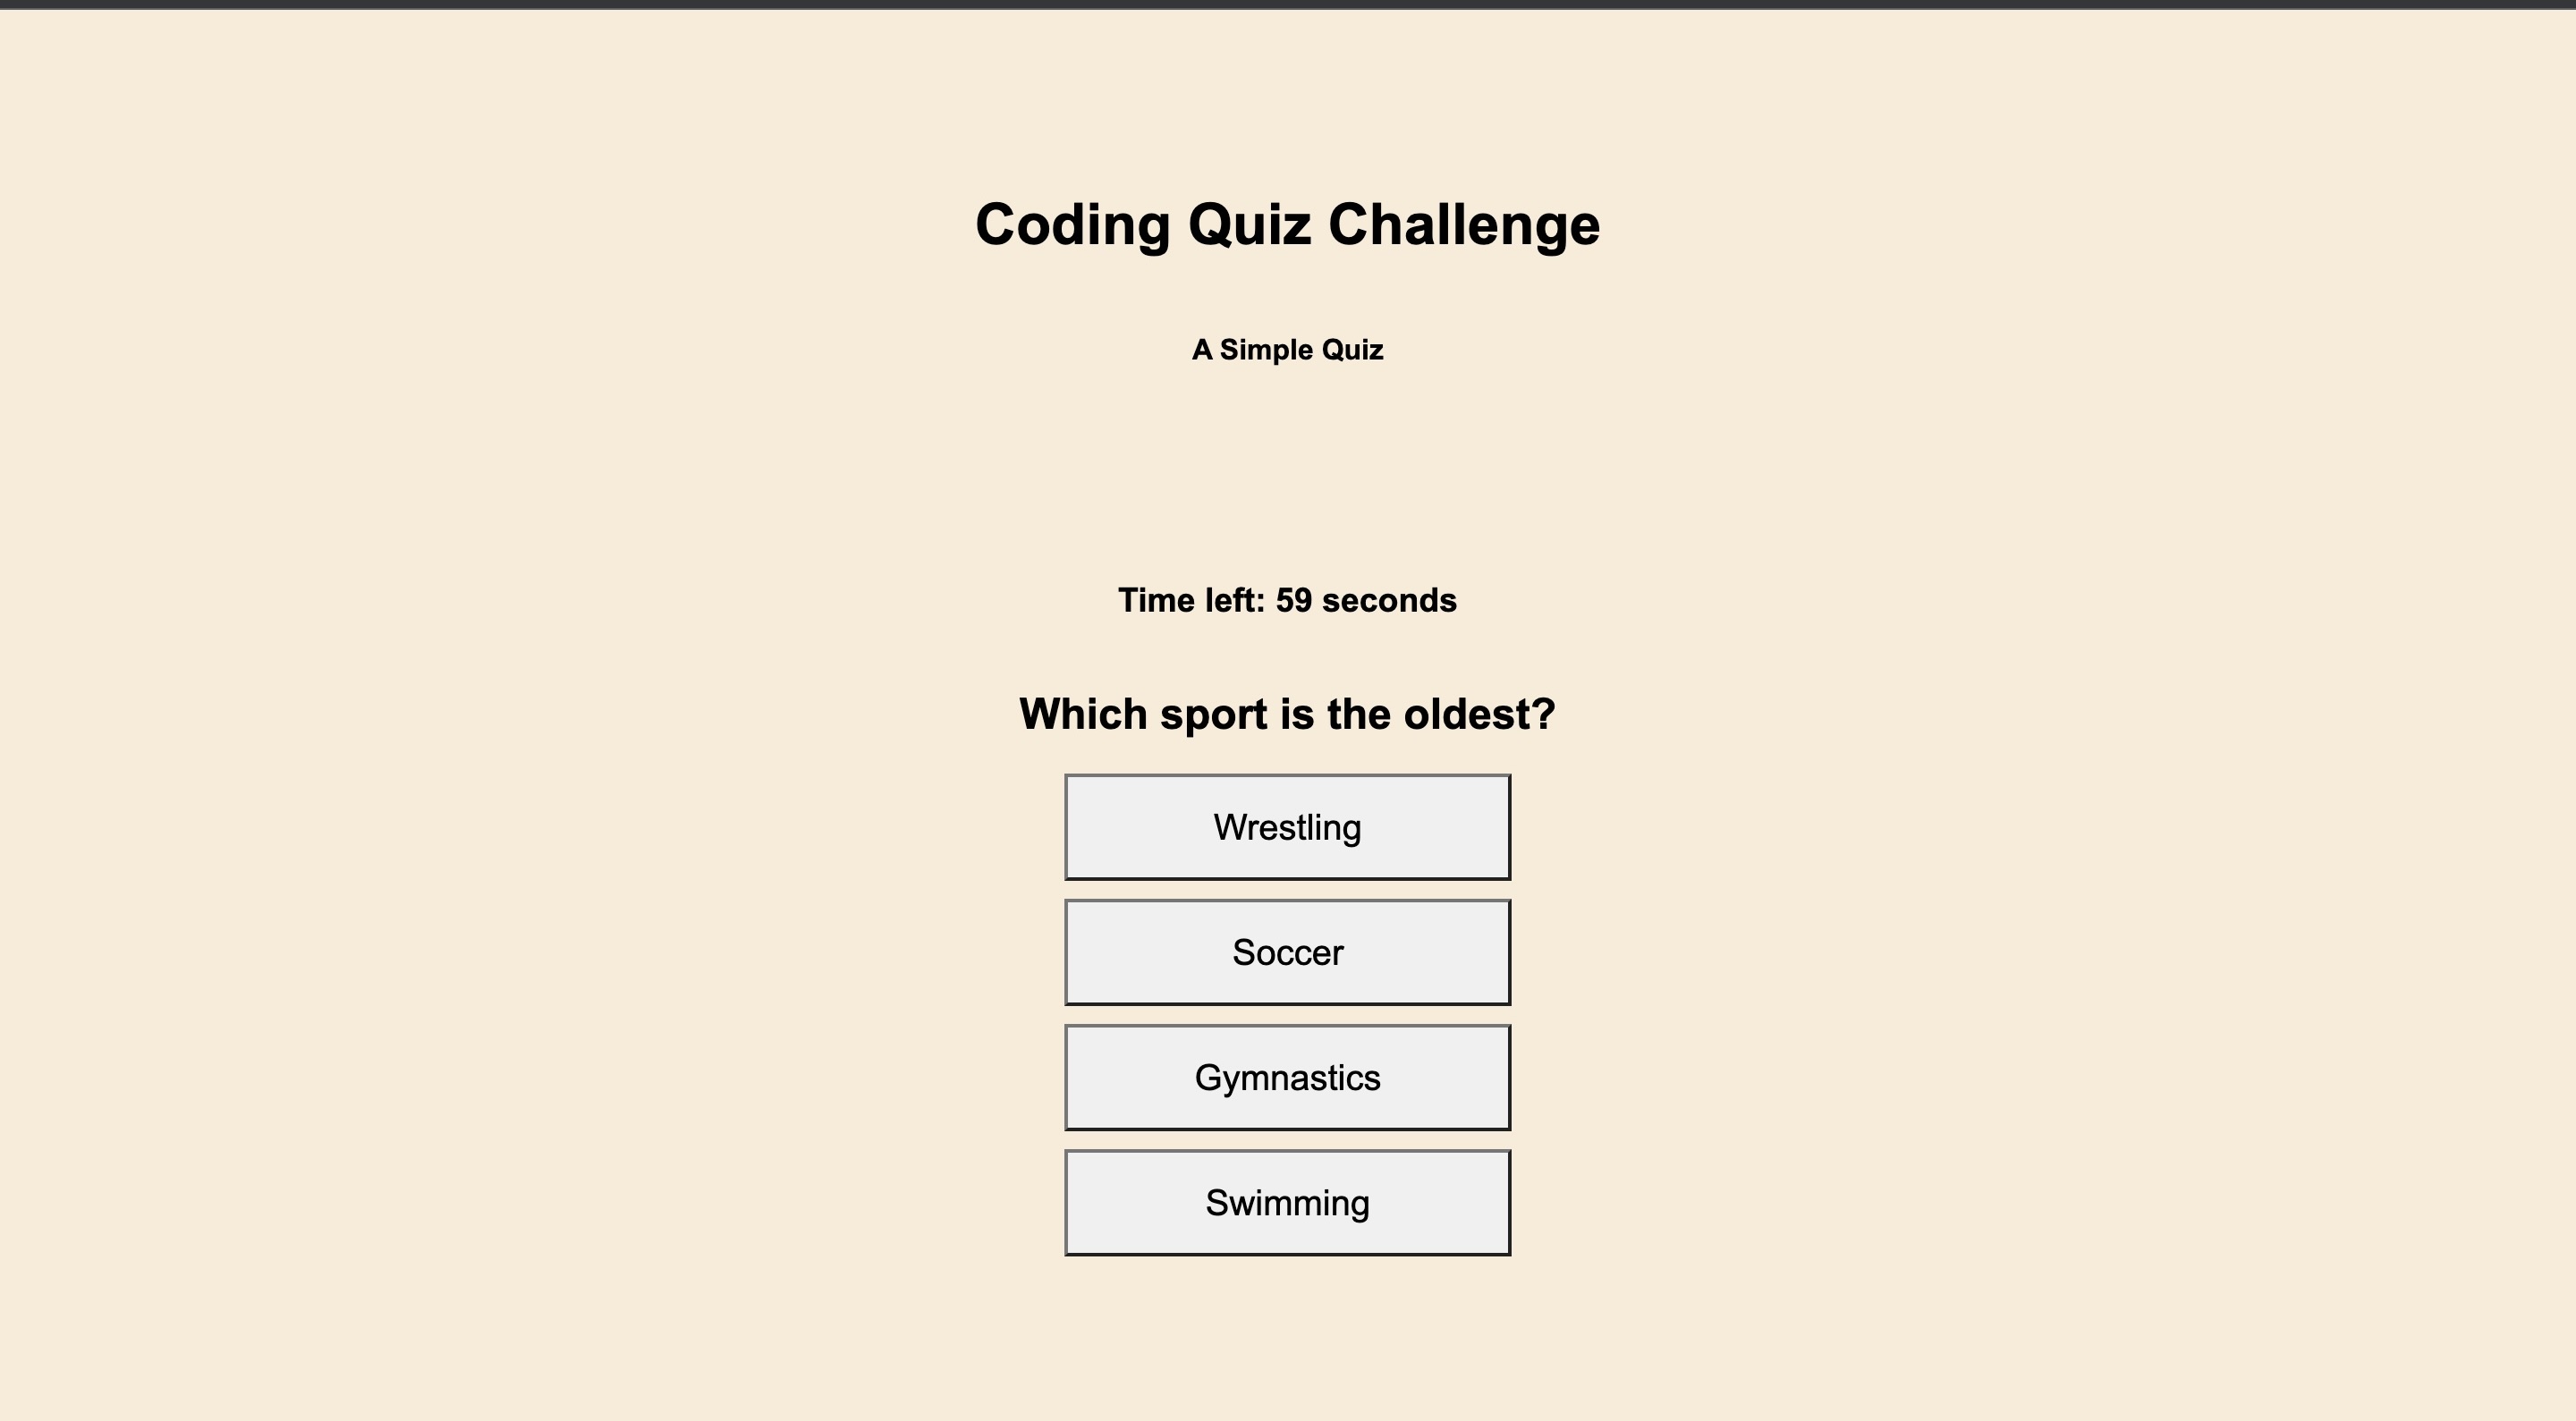 Coding Quiz Challenge
A Simple Quiz
Time left: 59 seconds
Which sport is the oldest?
Wrestling
Soccer
Gymnastics
Swimming